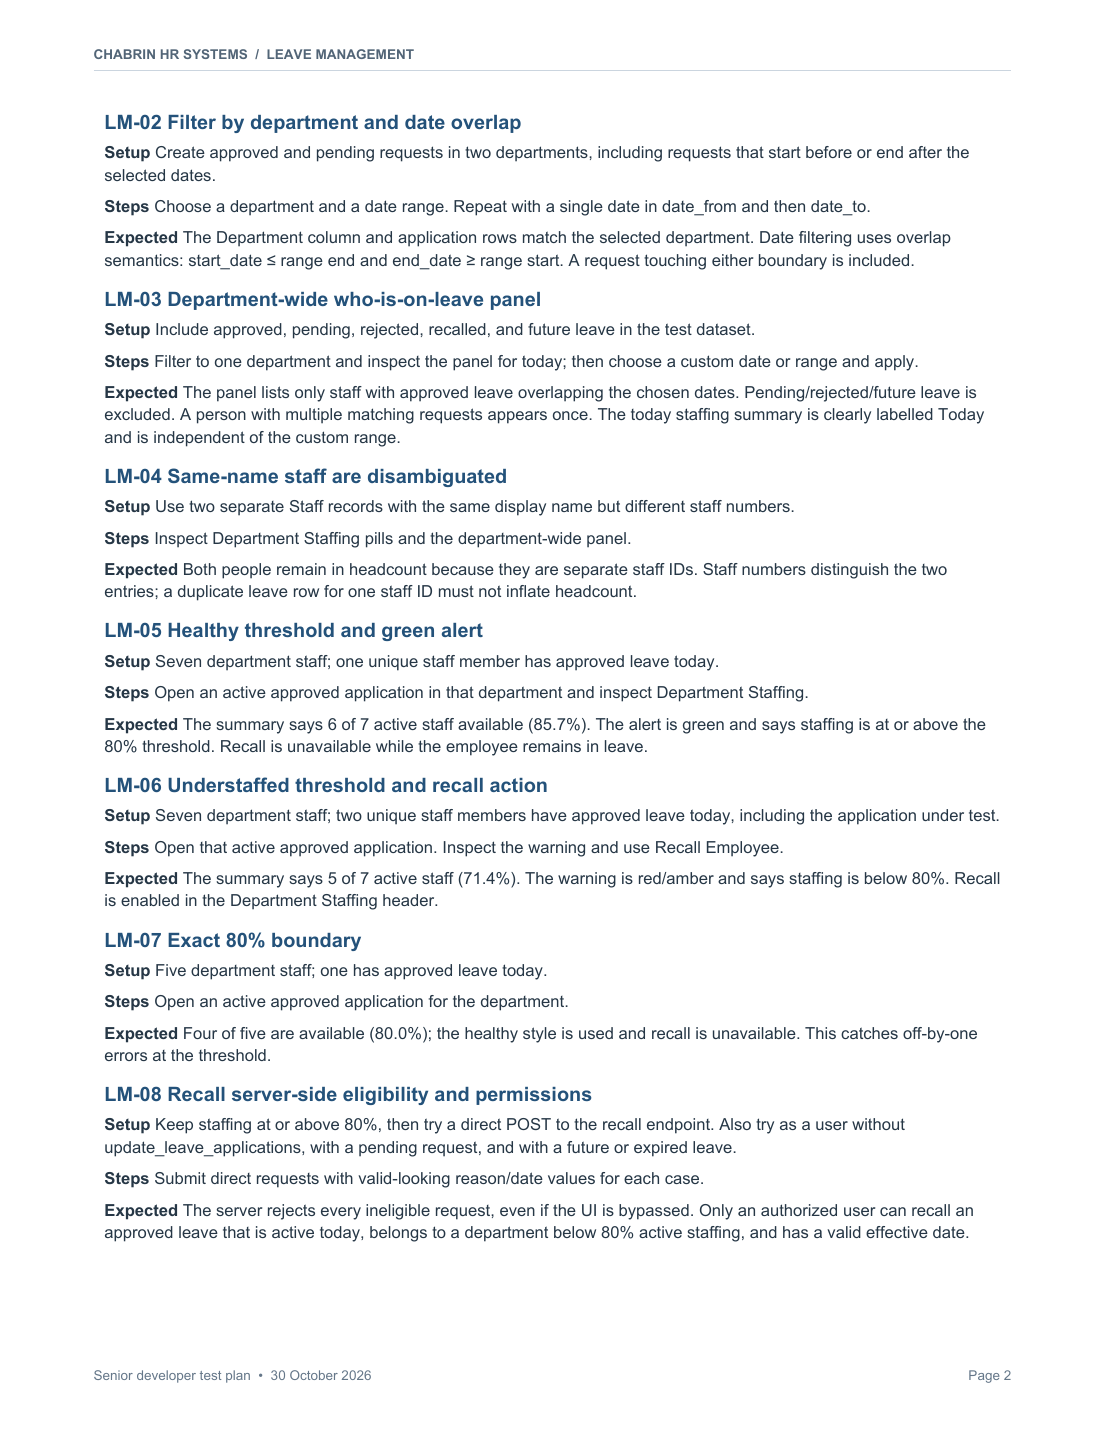 CHABRIN HR SYSTEMS / LEAVE MANAGEMENT
LM-02 Filter by department and date overlap
Setup Create approved and pending requests in two departments, including requests that start before or end after the
selected dates.
Steps Choose a department and a date range. Repeat with a single date in date_from and then date_to.
Expected The Department column and application rows match the selected department. Date filtering uses overlap
semantics: start_date ≤ range end and end_date ≥ range start. A request touching either boundary is included.
LM-03 Department-wide who-is-on-leave panel
Setup Include approved, pending, rejected, recalled, and future leave in the test dataset.
Steps Filter to one department and inspect the panel for today; then choose a custom date or range and apply.
Expected The panel lists only staff with approved leave overlapping the chosen dates. Pending/rejected/future leave is
excluded. A person with multiple matching requests appears once. The today staffing summary is clearly labelled Today
and is independent of the custom range.
LM-04 Same-name staff are disambiguated
Setup Use two separate Staff records with the same display name but different staff numbers.
Steps Inspect Department Staffing pills and the department-wide panel.
Expected Both people remain in headcount because they are separate staff IDs. Staff numbers distinguish the two
entries; a duplicate leave row for one staff ID must not inflate headcount.
LM-05 Healthy threshold and green alert
Setup Seven department staff; one unique staff member has approved leave today.
Steps Open an active approved application in that department and inspect Department Staffing.
Expected The summary says 6 of 7 active staff available (85.7%). The alert is green and says staffing is at or above the
80% threshold. Recall is unavailable while the employee remains in leave.
LM-06 Understaffed threshold and recall action
Setup Seven department staff; two unique staff members have approved leave today, including the application under test.
Steps Open that active approved application. Inspect the warning and use Recall Employee.
Expected The summary says 5 of 7 active staff (71.4%). The warning is red/amber and says staffing is below 80%. Recall
is enabled in the Department Staffing header.
LM-07 Exact 80% boundary
Setup Five department staff; one has approved leave today.
Steps Open an active approved application for the department.
Expected Four of five are available (80.0%); the healthy style is used and recall is unavailable. This catches off-by-one
errors at the threshold.
LM-08 Recall server-side eligibility and permissions
Setup Keep staffing at or above 80%, then try a direct POST to the recall endpoint. Also try as a user without
update_leave_applications, with a pending request, and with a future or expired leave.
Steps Submit direct requests with valid-looking reason/date values for each case.
Expected The server rejects every ineligible request, even if the UI is bypassed. Only an authorized user can recall an
approved leave that is active today, belongs to a department below 80% active staffing, and has a valid effective date.
Senior developer test plan • 30 October 2026
Page 2